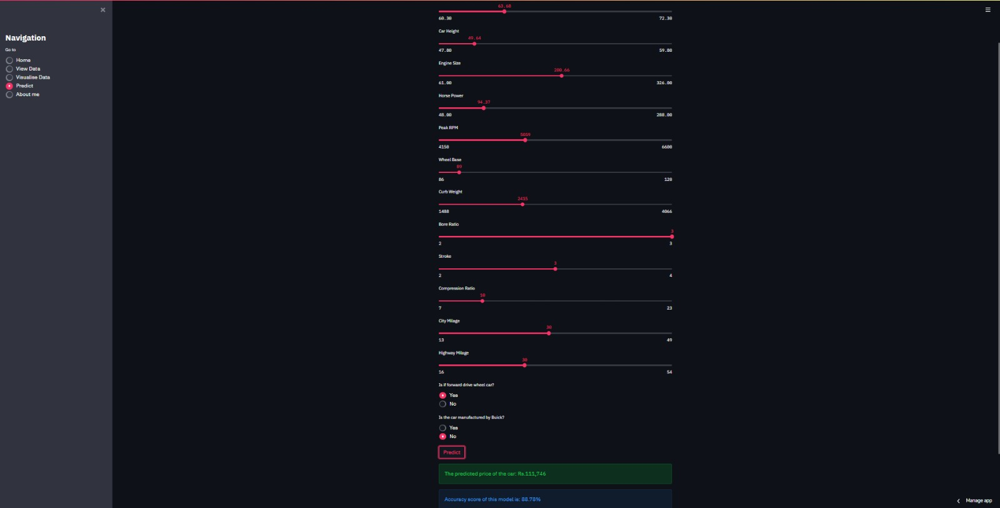 ×
Navigation
Go to
Home
View Data
Visualise Data
Predict
About me
63.60
60.30 72.30
Car Height
49.64
47.80 59.80
Engine Size
200.66
61.00 326.00
Horse Power
94.37
48.00 288.00
Peak RPM
5059
4150 6600
Wheel Base
89
86 120
Curb Weight
2415
1488 4066
Bore Ratio
3
2 3
Stroke
3
2 4
Compression Ratio
10
7 23
City Milage
30
13 49
Highway Milage
30
16 54
Is if forward drive wheel car?
Yes
No
Is the car manufactured by Buick?
Yes
No
Predict
The predicted price of the car: Rs.111,746
Accuracy score of this model is: 88.78%
Manage app